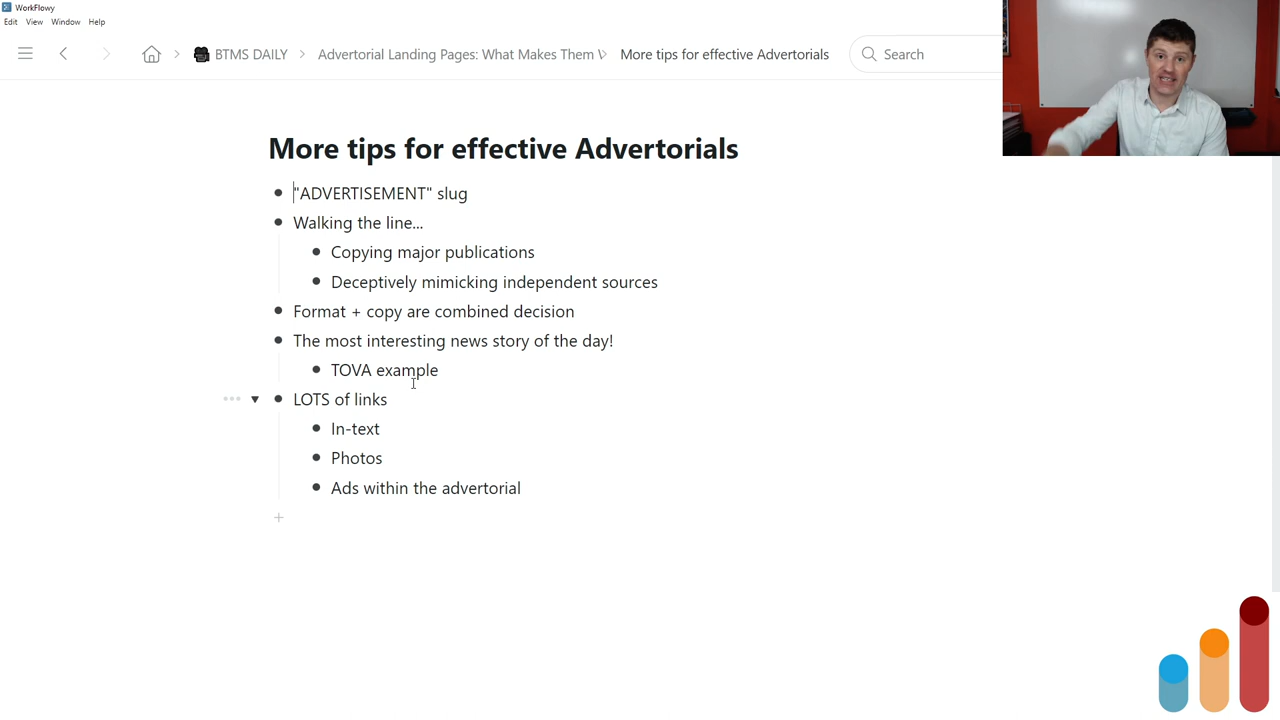 WorkFlowy
Edit View Window Help
BTMS DAILY > Advertorial Landing Pages: What Makes Them > More tips for effective Advertorials
Search
More tips for effective Advertorials
"ADVERTISEMENT" slug
Walking the line...
Copying major publications
Deceptively mimicking independent sources
Format + copy are combined decision
The most interesting news story of the day!
TOVA example
LOTS of links
In-text
Photos
Ads within the advertorial